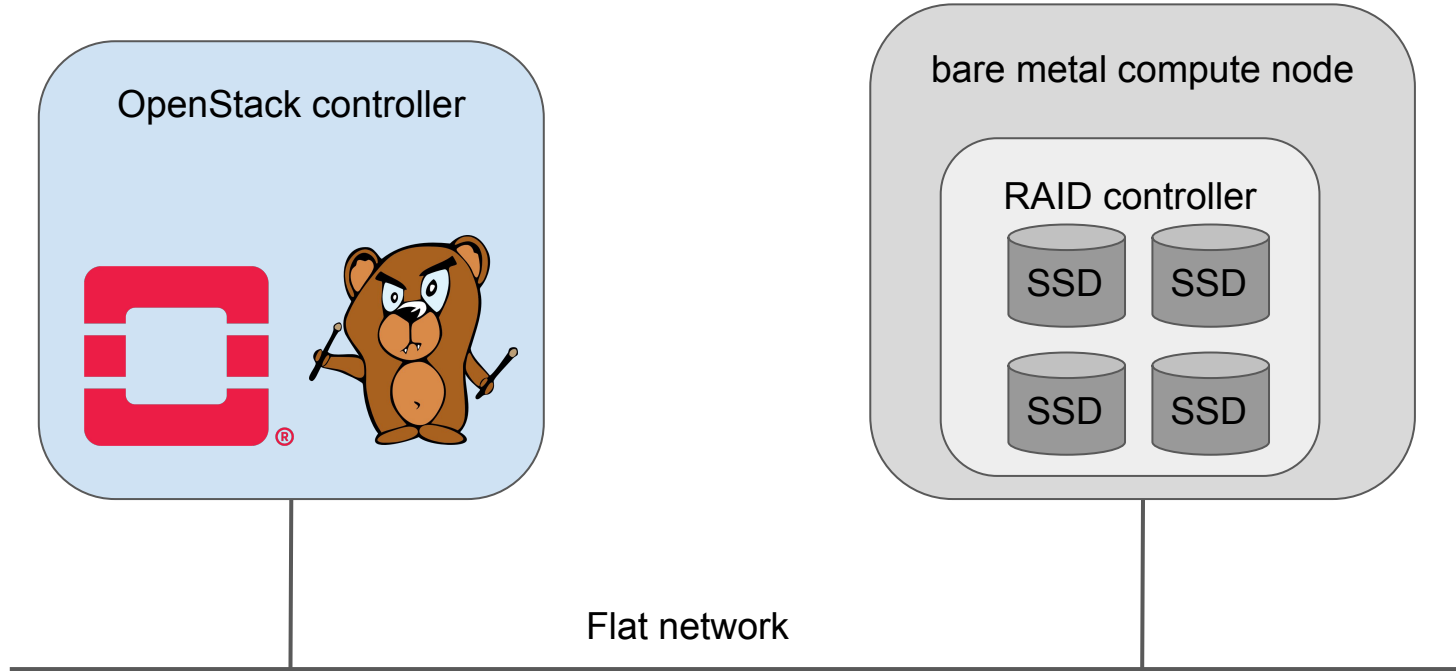 OpenStack controller
®
bare metal compute node
RAID controller
SSD SSD
SSD SSD
Flat network